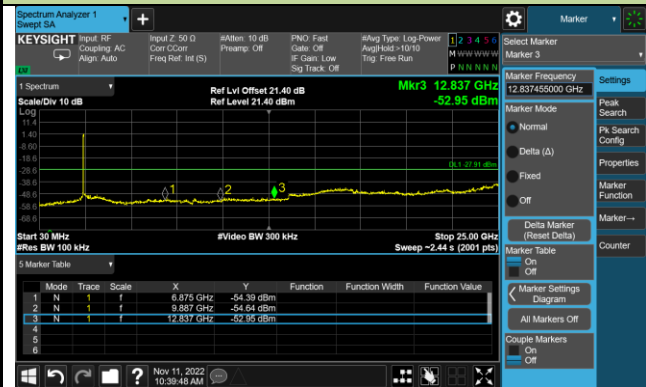 Spectrum Analyzer 1
Swept SA
KEYSIGHT
Input: RF
Coupling: AC
Align: Auto
Input Z: 50 Ω
Corr CCorr
Freq Ref: Int (S)
#Atten: 10 dB
Preamp: Off
PNO: Fast
Gate: Off
IF Gain: Low
Sig Track: Off
#Avg Type: Log-Power
Avg|Hold:>10/10
Trig: Free Run
1 2 3 4 5 6
M W W W W W
P N N N N N
1 Spectrum
Scale/Div 10 dB
Ref Lvl Offset 21.40 dB
Ref Level 21.40 dBm
Mkr3 12.837 GHz
-52.95 dBm
Log
11.4
1.40
-8.60
-18.6
-28.6
-38.6
-48.6
-58.6
-68.6
DL1 -27.91 dBm
1
2
3
Start 30 MHz
#Res BW 100 kHz
#Video BW 300 kHz
Stop 25.00 GHz
Sweep ~2.44 s (2001 pts)
5 Marker Table
Mode Trace Scale X Y Function Function Width Function Value
1 N 1 f 6.875 GHz -54.39 dBm
2 N 1 f 9.887 GHz -54.64 dBm
3 N 1 f 12.837 GHz -52.95 dBm
4
5
6
Nov 11, 2022
10:39:48 AM
Marker
Select Marker
Marker 3
Marker Frequency
12.837455000 GHz
Marker Mode
Normal
Delta (Δ)
Fixed
Off
Delta Marker
(Reset Delta)
Marker Table
On
Off
Marker Settings
Diagram
All Markers Off
Couple Markers
On
Off
Settings
Peak
Search
Pk Search
Config
Properties
Marker
Function
Marker→
Counter